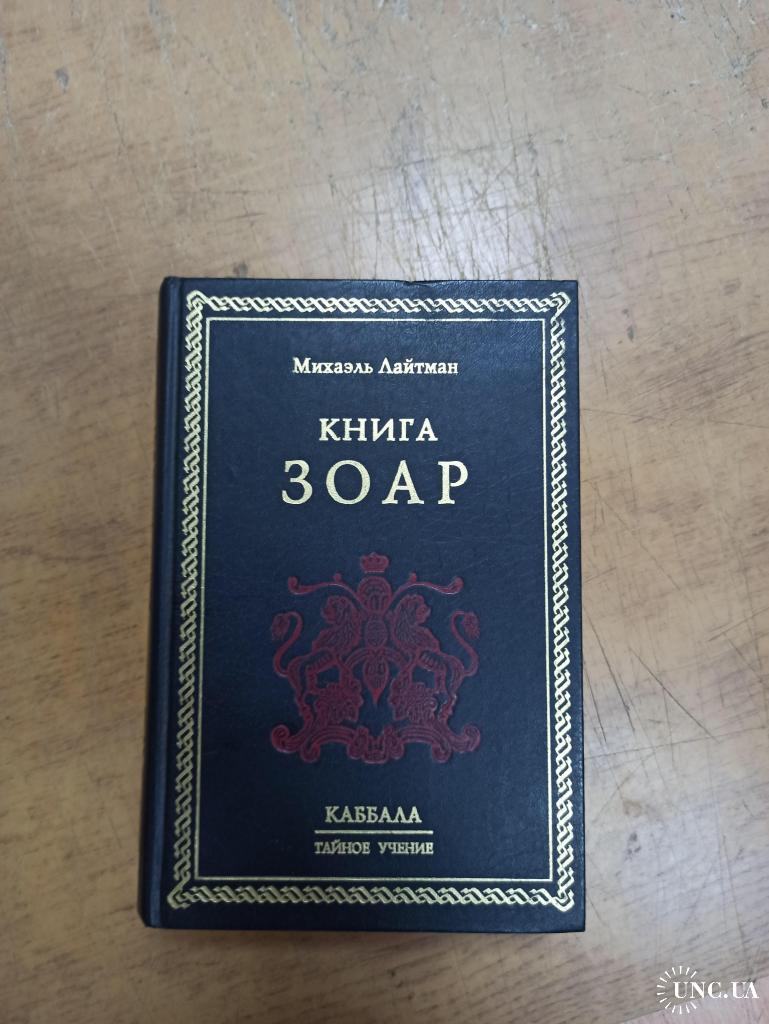 Михаэль Лайтман
КНИГА
ЗОАР
КАББАЛА
ТАЙНОЕ УЧЕНИЕ
UNC.UA